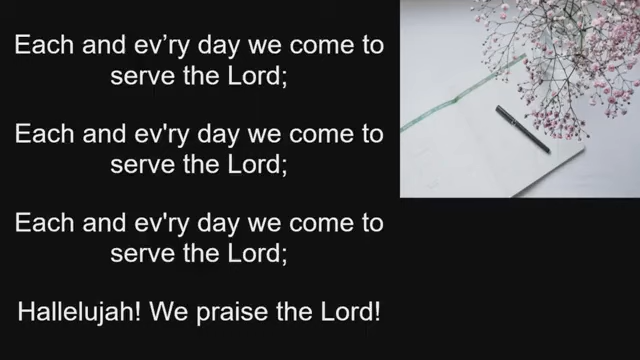 Each and ev’ry day we come to
serve the Lord;
Each and ev'ry day we come to
serve the Lord;
Each and ev'ry day we come to
serve the Lord;
Hallelujah! We praise the Lord!